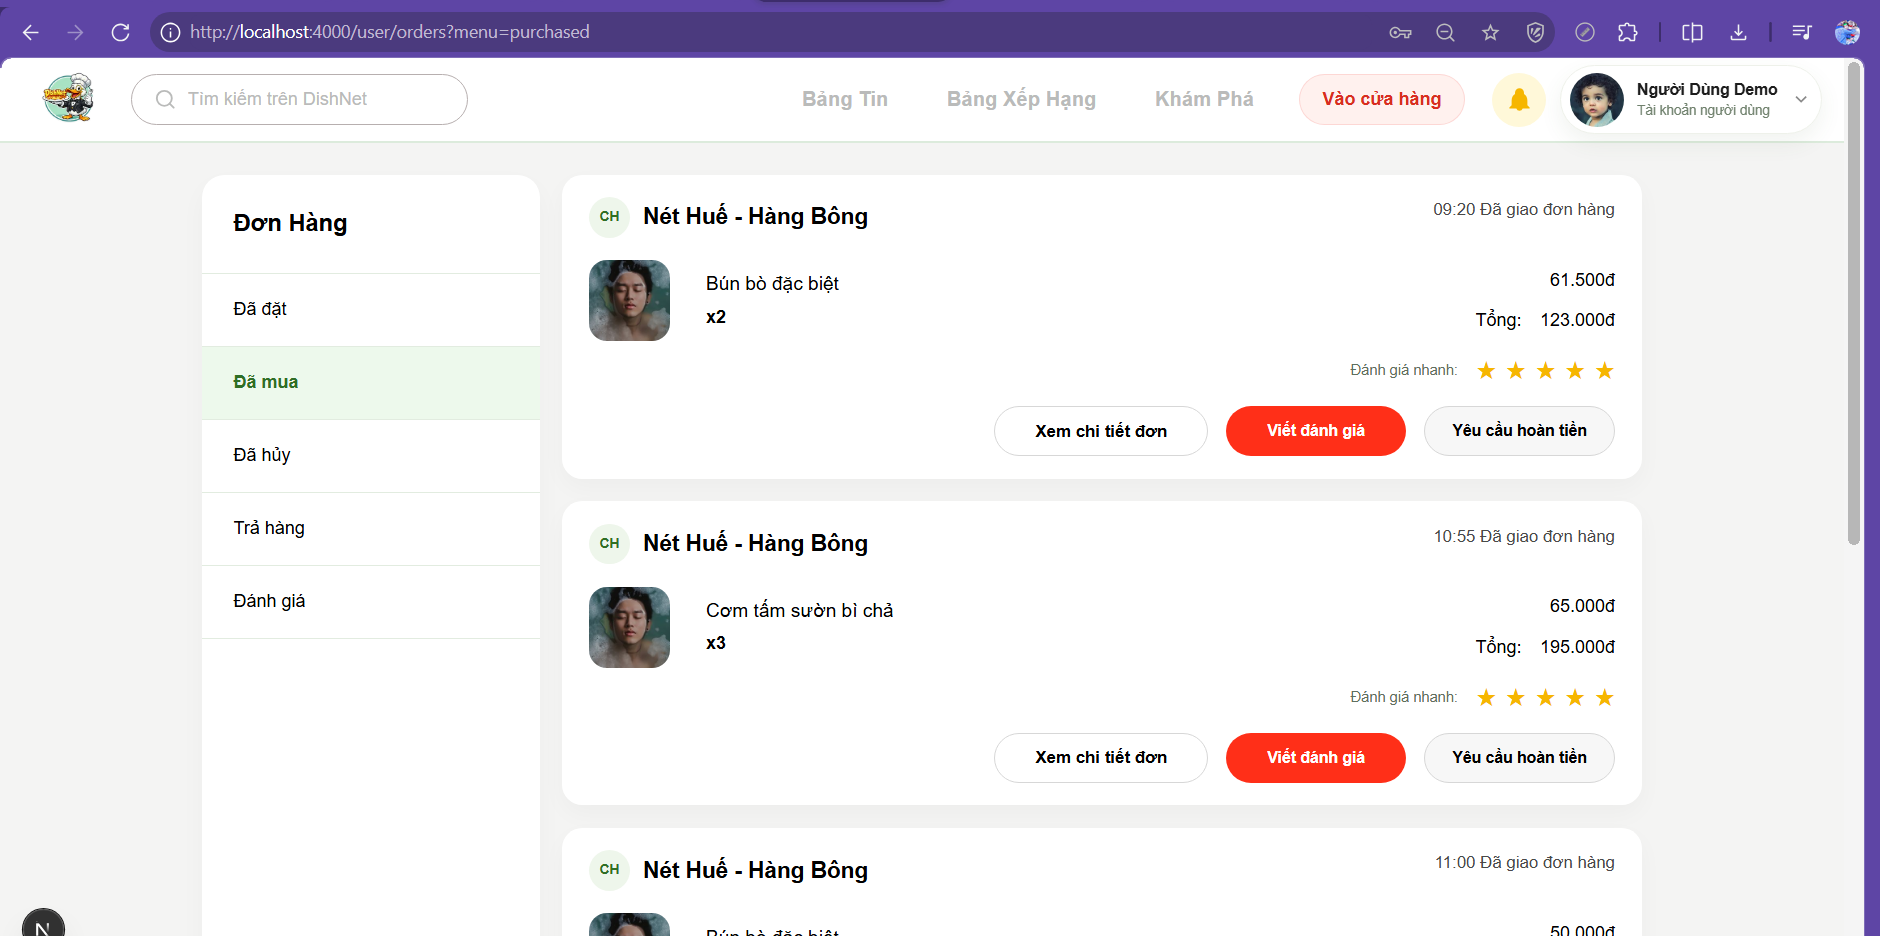 http://localhost:4000/user/orders?menu=purchased
Tìm kiếm trên DishNet
Bảng Tin
Bảng Xếp Hạng
Khám Phá
Vào cửa hàng
Người Dùng Demo
Tài khoản người dùng
Đơn Hàng
Đã đặt
Đã mua
Đã hủy
Trả hàng
Đánh giá
CH Nét Huế - Hàng Bông
09:20 Đã giao đơn hàng
Bún bò đặc biệt
x2
61.500đ
Tổng: 123.000đ
Đánh giá nhanh: ★ ★ ★ ★ ★
Xem chi tiết đơn
Viết đánh giá
Yêu cầu hoàn tiền
CH Nét Huế - Hàng Bông
10:55 Đã giao đơn hàng
Cơm tấm sườn bì chả
x3
65.000đ
Tổng: 195.000đ
Đánh giá nhanh: ★ ★ ★ ★ ★
Xem chi tiết đơn
Viết đánh giá
Yêu cầu hoàn tiền
CH Nét Huế - Hàng Bông
11:00 Đã giao đơn hàng
Bún bò đặc biệt
50.000đ
N